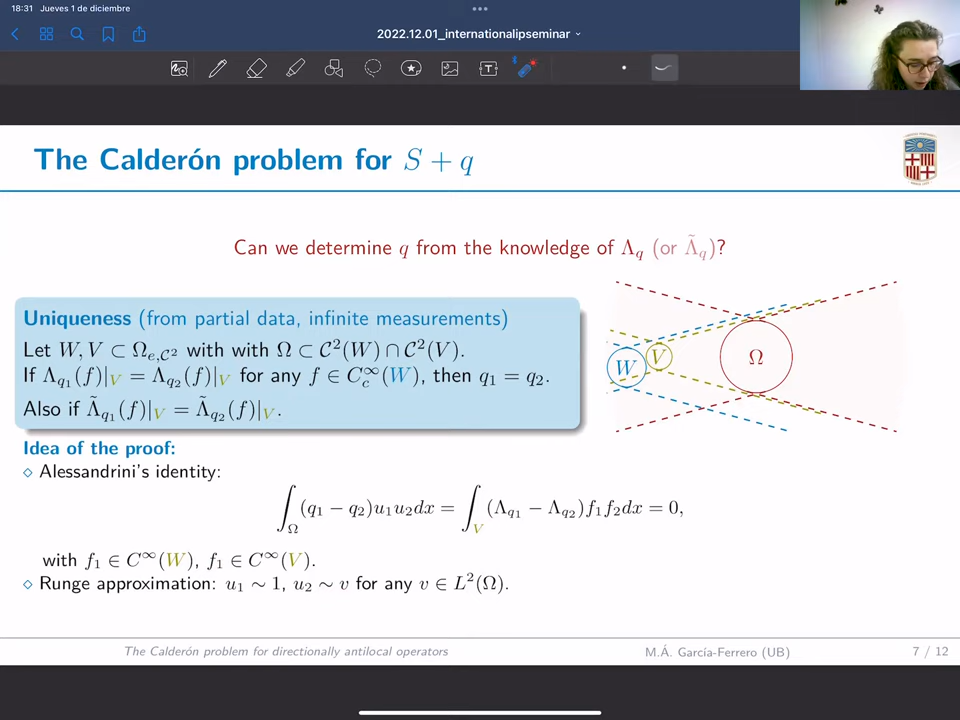 18:31 Jueves 1 de diciembre
2022.12.01_internationalipseminar
The Calderón problem for S + q
Can we determine q from the knowledge of Λ_q (or Λ̃_q)?
Uniqueness (from partial data, infinite measurements)
Let W, V ⊂ Ω_{e,𝒞²} with with Ω ⊂ 𝒞²(W) ∩ 𝒞²(V).
If Λ_{q₁}(f)|_V = Λ_{q₂}(f)|_V for any f ∈ C_c^∞(W), then q₁ = q₂.
Also if Λ̃_{q₁}(f)|_V = Λ̃_{q₂}(f)|_V.
W V Ω
Idea of the proof:
⋄ Alessandrini's identity:
∫_Ω (q₁ − q₂)u₁u₂dx = ∫_V (Λ_{q₁} − Λ_{q₂})f₁f₂dx = 0,
with f₁ ∈ C^∞(W), f₁ ∈ C^∞(V).
⋄ Runge approximation: u₁ ∼ 1, u₂ ∼ v for any v ∈ L²(Ω).
The Calderón problem for directionally antilocal operators M.Á. García-Ferrero (UB) 7 / 12